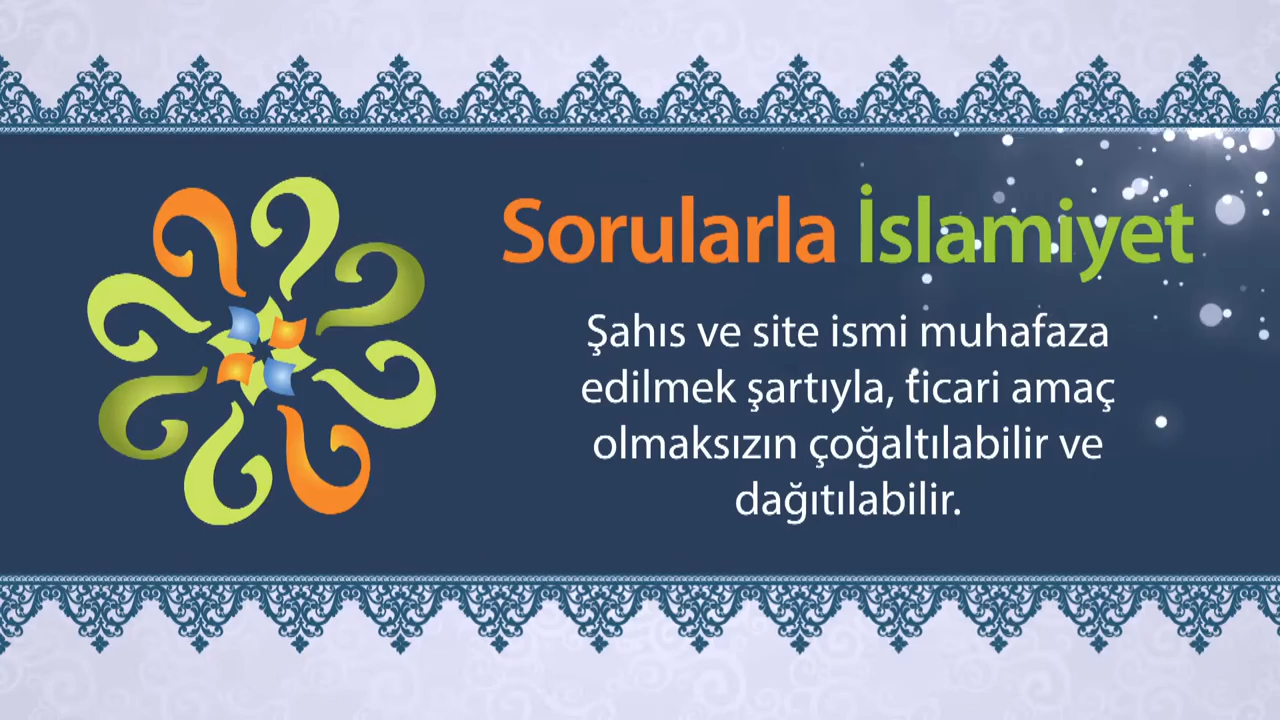 Sorularla İslamiyet
Şahıs ve site ismi muhafaza
edilmek şartıyla, ticari amaç
olmaksızın çoğaltılabilir ve
dağıtılabilir.